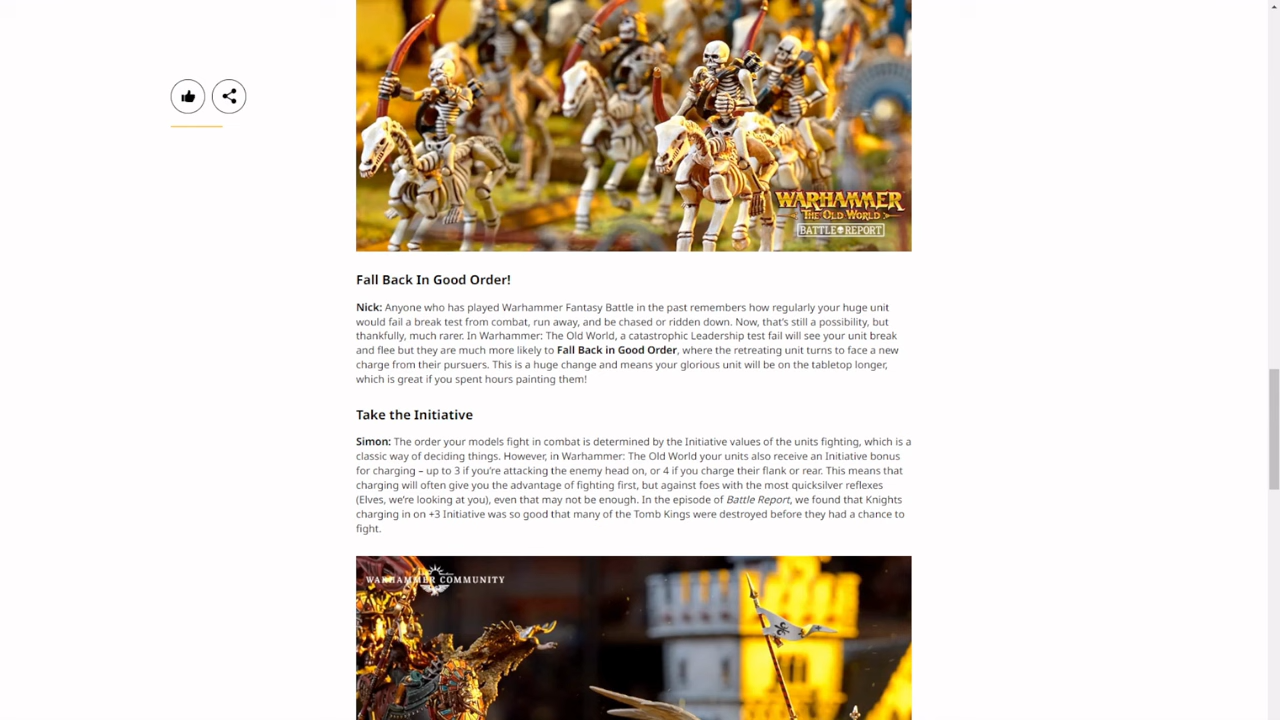 WARHAMMER
THE OLD WORLD
BATTLE REPORT
Fall Back In Good Order!
Nick: Anyone who has played Warhammer Fantasy Battle in the past remembers how regularly your huge unit
would fail a break test from combat, run away, and be chased or ridden down. Now, that's still a possibility, but
thankfully, much rarer. In Warhammer: The Old World, a catastrophic Leadership test fail will see your unit break
and flee but they are much more likely to Fall Back in Good Order, where the retreating unit turns to face a new
charge from their pursuers. This is a huge change and means your glorious unit will be on the tabletop longer,
which is great if you spent hours painting them!
Take the Initiative
Simon: The order your models fight in combat is determined by the Initiative values of the units fighting, which is a
classic way of deciding things. However, in Warhammer: The Old World your units also receive an Initiative bonus
for charging – up to 3 if you're attacking the enemy head on, or 4 if you charge their flank or rear. This means that
charging will often give you the advantage of fighting first, but against foes with the most quicksilver reflexes
(Elves, we're looking at you), even that may not be enough. In the episode of Battle Report, we found that Knights
charging in on +3 Initiative was so good that many of the Tomb Kings were destroyed before they had a chance to
fight.
WARHAMMER COMMUNITY